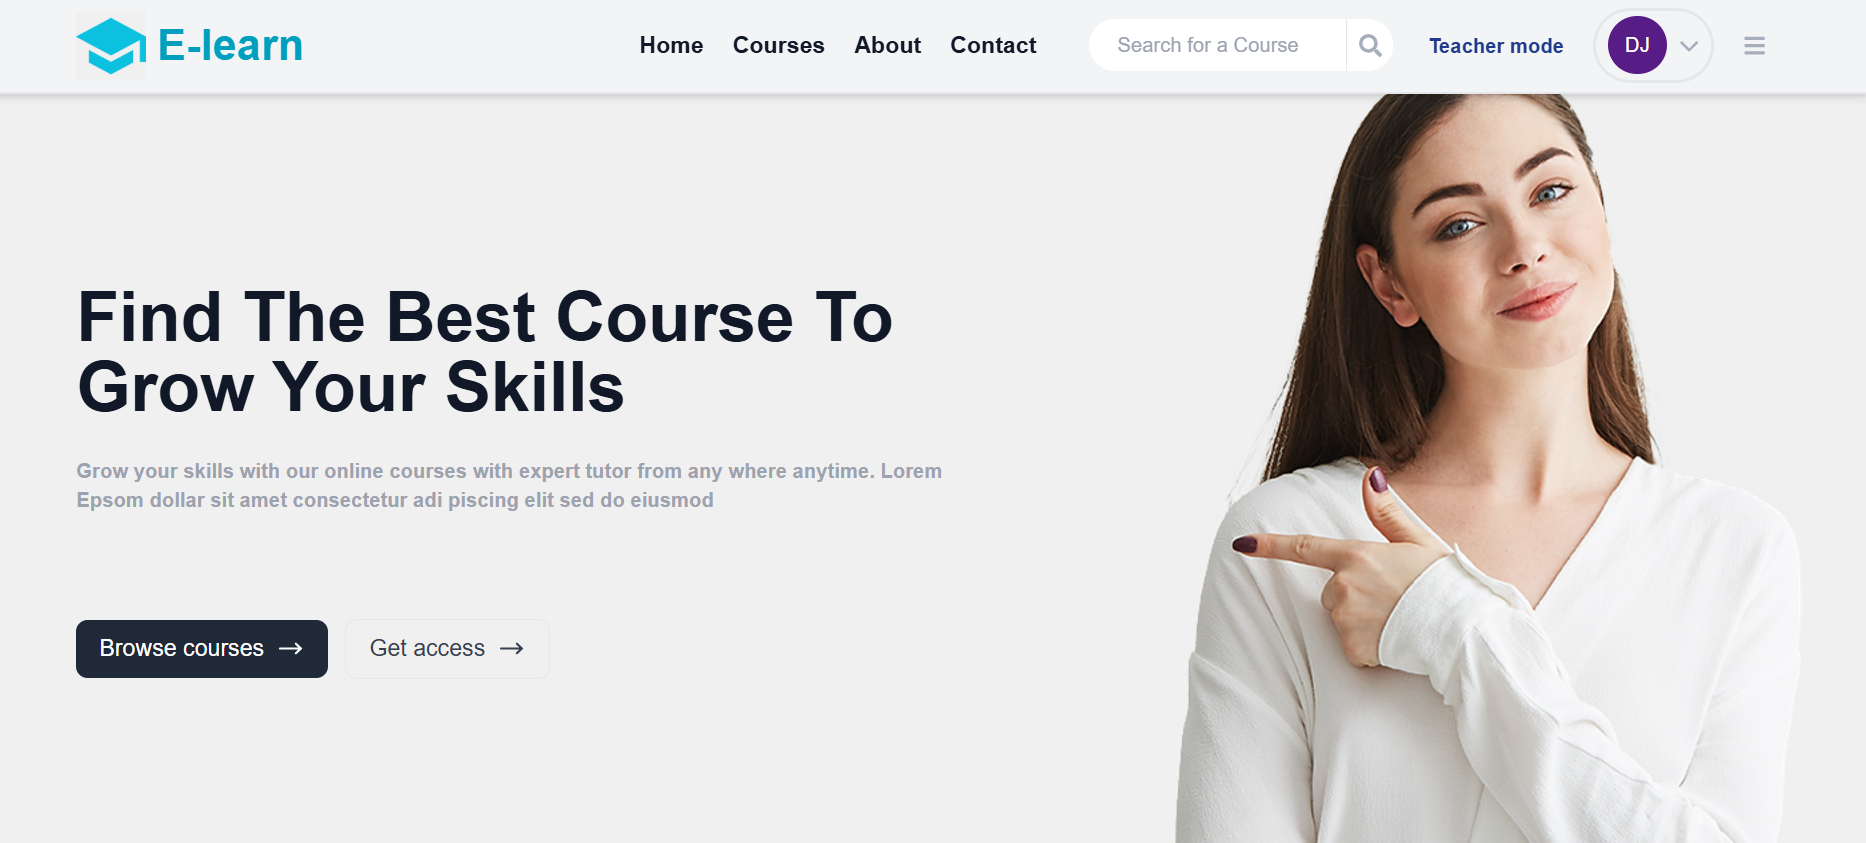 E-learn
Home Courses About Contact
Search for a Course
Teacher mode
DJ
Find The Best Course To
Grow Your Skills
Grow your skills with our online courses with expert tutor from any where anytime. Lorem
Epsom dollar sit amet consectetur adi piscing elit sed do eiusmod
Browse courses →
Get access →